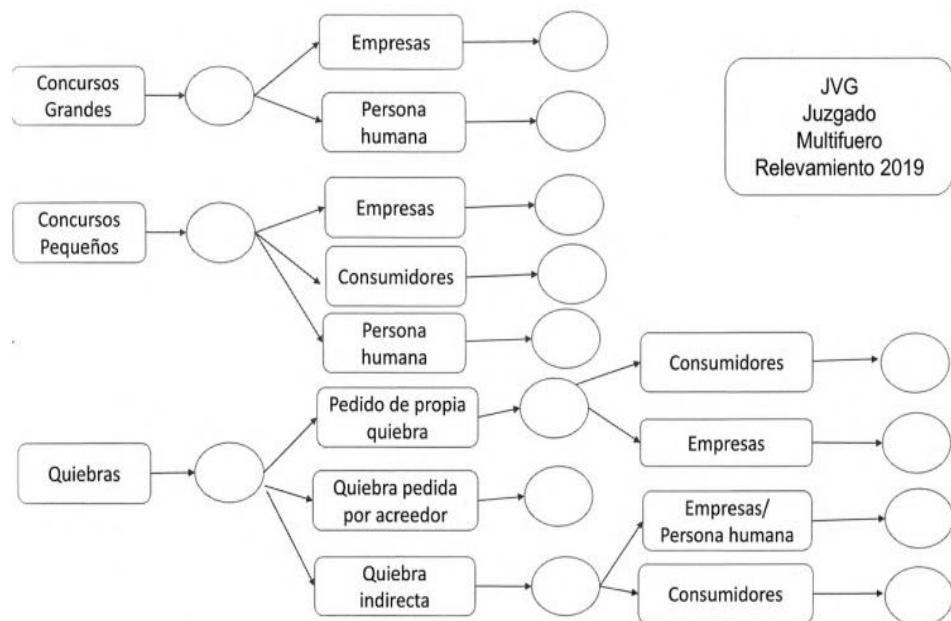 Concursos
Grandes
Empresas
Persona
humana
JVG
Juzgado
Multifuero
Relevamiento 2019
Concursos
Pequeños
Empresas
Consumidores
Persona
humana
Quiebras
Pedido de propia
quiebra
Consumidores
Empresas
Quiebra pedida
por acreedor
Quiebra
indirecta
Empresas/
Persona humana
Consumidores